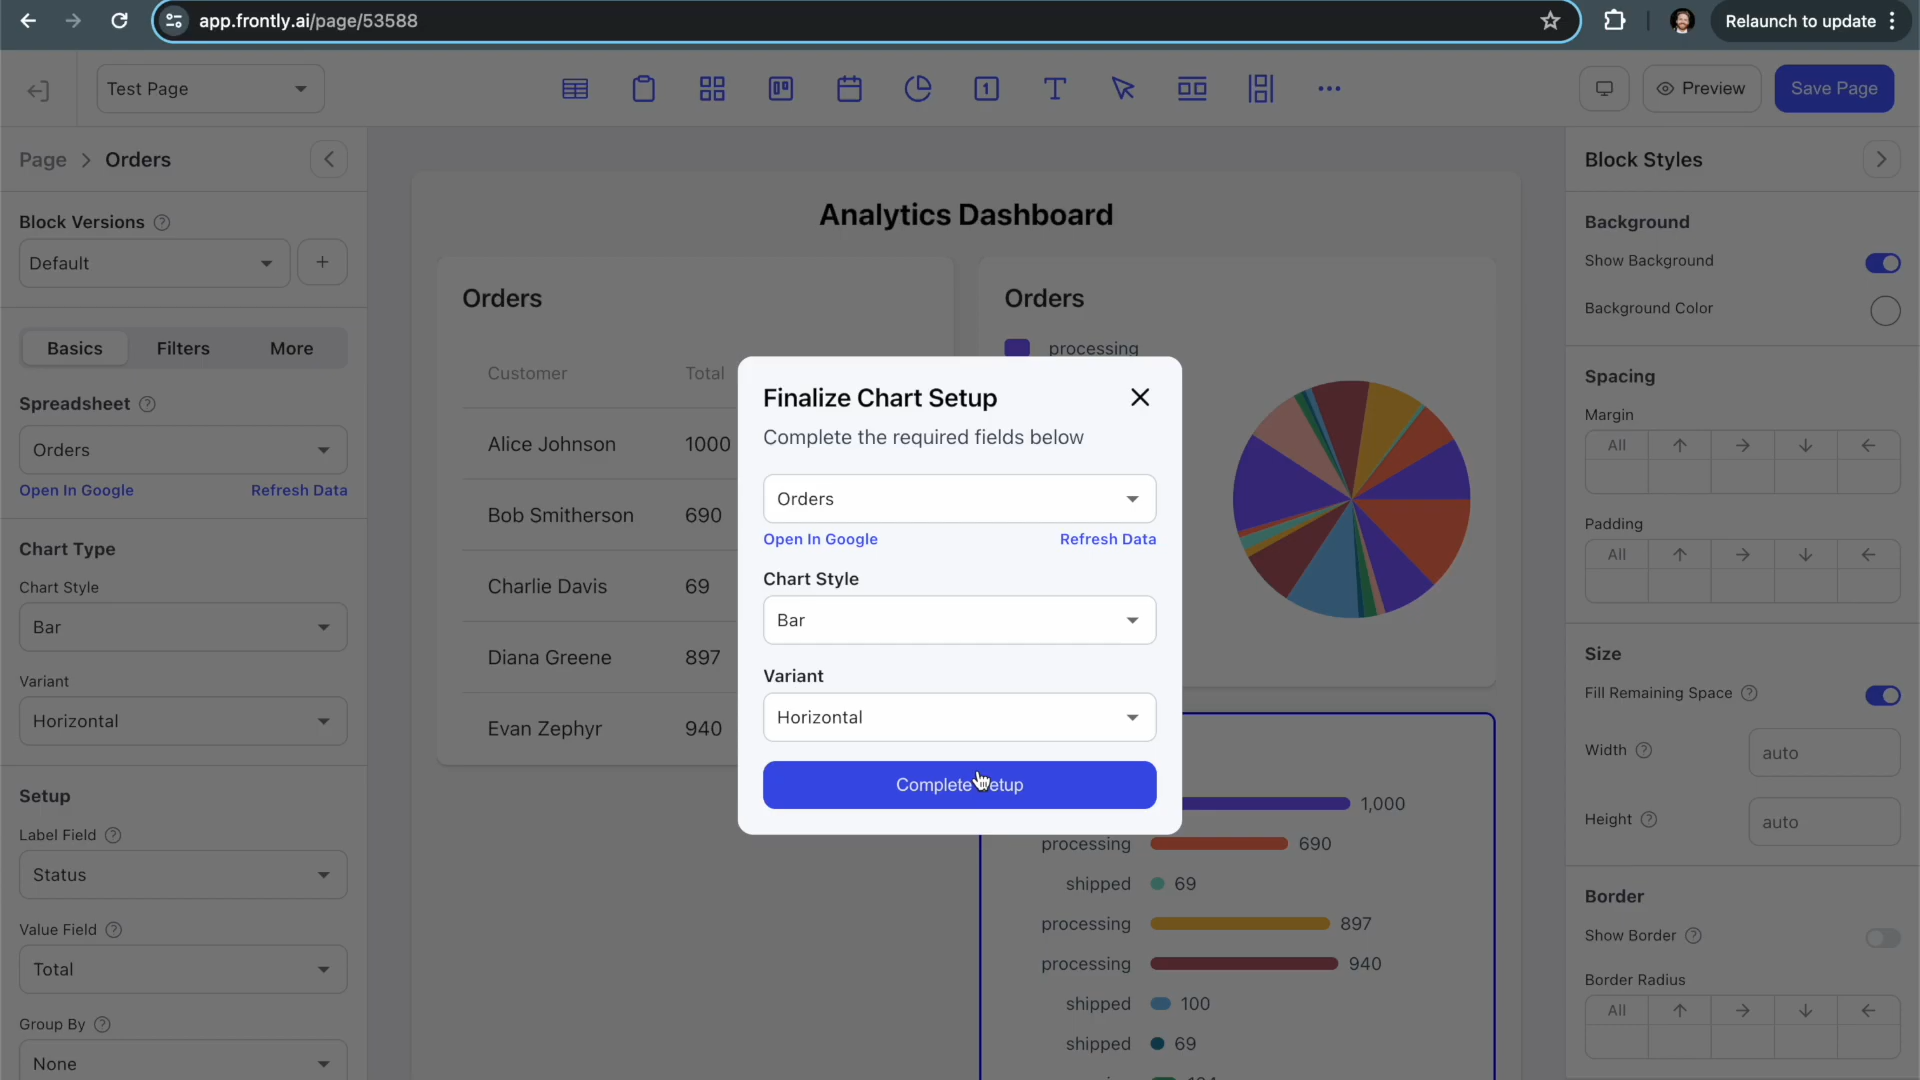 app.frontly.ai/page/53588
Relaunch to update
Test Page
1
T
Preview
Save Page
Page > Orders
Block Versions ?
Default
+
Basics
Filters
More
Spreadsheet ?
Orders
Open In Google
Refresh Data
Chart Type
Chart Style
Bar
Variant
Horizontal
Setup
Label Field ?
Status
Value Field ?
Total
Group By ?
None
Analytics Dashboard
Orders
Customer
Total
Alice Johnson
1000
Bob Smitherson
690
Charlie Davis
69
Diana Greene
897
Evan Zephyr
940
Orders
processing
Finalize Chart Setup
Complete the required fields below
Orders
Open In Google
Refresh Data
Chart Style
Bar
Variant
Horizontal
Complete Setup
1,000
processing 690
shipped 69
processing 897
processing 940
shipped 100
shipped 69
Block Styles
Background
Show Background
Background Color
Spacing
Margin
All ↑ → ↓ ←
Padding
All ↑ → ↓ ←
Size
Fill Remaining Space ?
Width ?
auto
Height ?
auto
Border
Show Border ?
Border Radius
All ↑ → ↓ ←